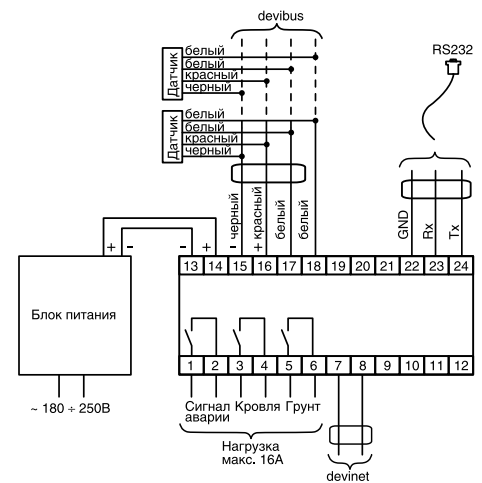 devibus
белый
белый
красный
черный
Датчик
RS232
белый
белый
красный
черный
Датчик
черный
красный
белый
белый
GND
Rx
Tx
+ − − + − +
13 14 15 16 17 18 19 20 21 22 23 24
Блок питания
1 2 3 4 5 6 7 8 9 10 11 12
~ 180 ÷ 250В
Сигнал Кровля Грунт
аварии
Нагрузка
макс. 16А
devinet